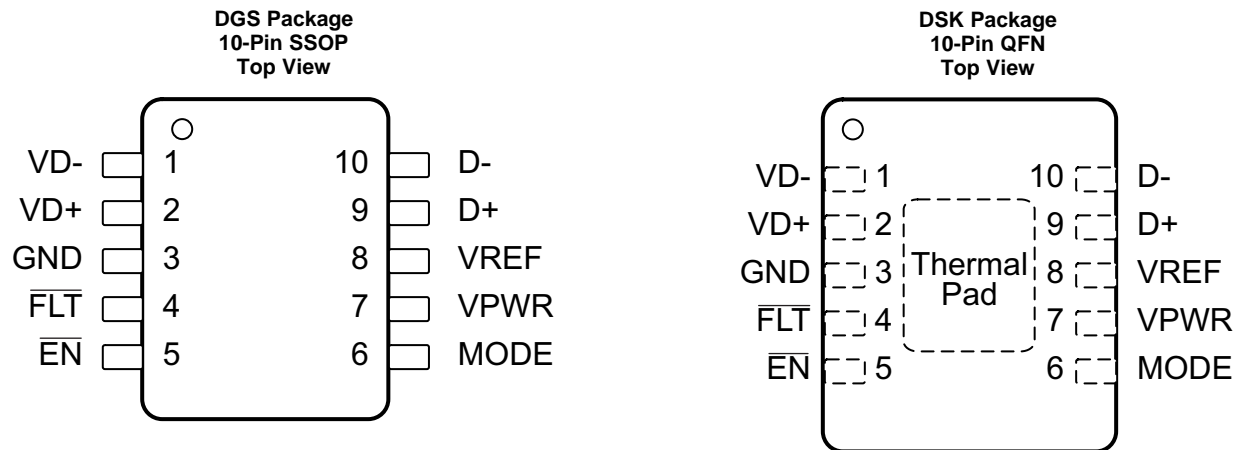 DGS Package
10-Pin SSOP
Top View
VD- 1 10 D-
VD+ 2 9 D+
GND 3 8 VREF
FLT 4 7 VPWR
EN 5 6 MODE
DSK Package
10-Pin QFN
Top View
VD- 1 10 D-
VD+ 2 9 D+
GND 3 Thermal 8 VREF
Pad
FLT 4 7 VPWR
EN 5 6 MODE